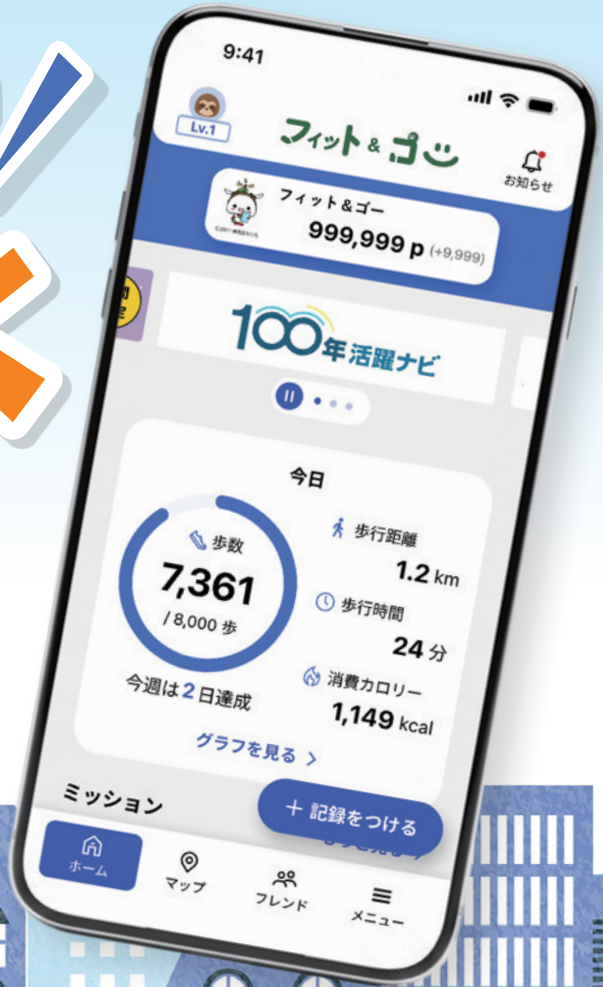 9:41
Lv.1
フィット&ゴー
お知らせ
フィット&ゴー
999,999 p (+9,999)
100年活躍ナビ
今日
歩数
7,361
/ 8,000 歩
今週は2日達成
歩行距離
1.2 km
歩行時間
24 分
消費カロリー
1,149 kcal
グラフを見る >
ミッション
+ 記録をつける
ホーム
マップ
フレンド
メニュー